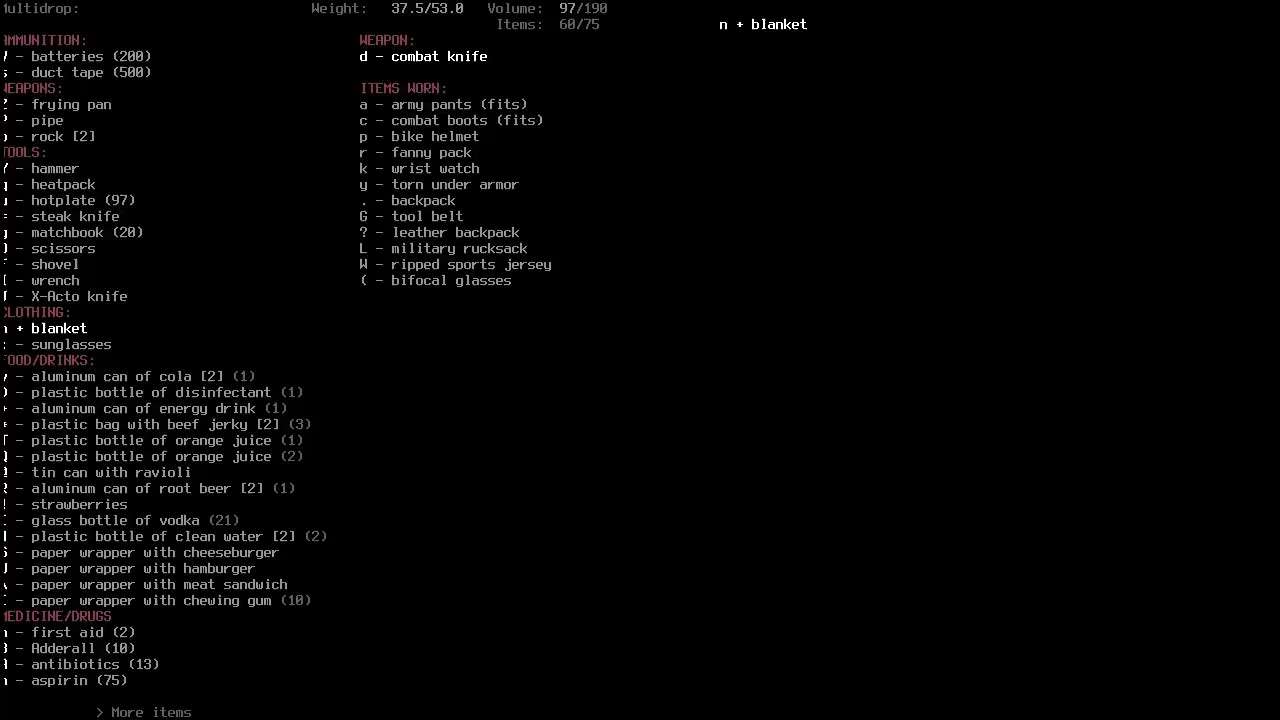 ultidrop: Weight: 37.5/53.0 Volume: 97/190
Items: 60/75 n + blanket
MMUNITION:
- batteries (200)
- duct tape (500)
EAPONS:
- frying pan
- pipe
- rock [2]
TOOLS:
- hammer
- heatpack
- hotplate (97)
- steak knife
- matchbook (20)
- scissors
- shovel
- wrench
- X-Acto knife
CLOTHING:
+ blanket
- sunglasses
FOOD/DRINKS:
- aluminum can of cola [2] (1)
- plastic bottle of disinfectant (1)
- aluminum can of energy drink (1)
- plastic bag with beef jerky [2] (3)
- plastic bottle of orange juice (1)
- plastic bottle of orange juice (2)
- tin can with ravioli
- aluminum can of root beer [2] (1)
- strawberries
- glass bottle of vodka (21)
- plastic bottle of clean water [2] (2)
- paper wrapper with cheeseburger
- paper wrapper with hamburger
- paper wrapper with meat sandwich
- paper wrapper with chewing gum (10)
MEDICINE/DRUGS
- first aid (2)
- Adderall (10)
- antibiotics (13)
- aspirin (75)
> More items
WEAPON:
d - combat knife
ITEMS WORN:
a - army pants (fits)
c - combat boots (fits)
p - bike helmet
r - fanny pack
k - wrist watch
y - torn under armor
. - backpack
G - tool belt
? - leather backpack
L - military rucksack
W - ripped sports jersey
( - bifocal glasses